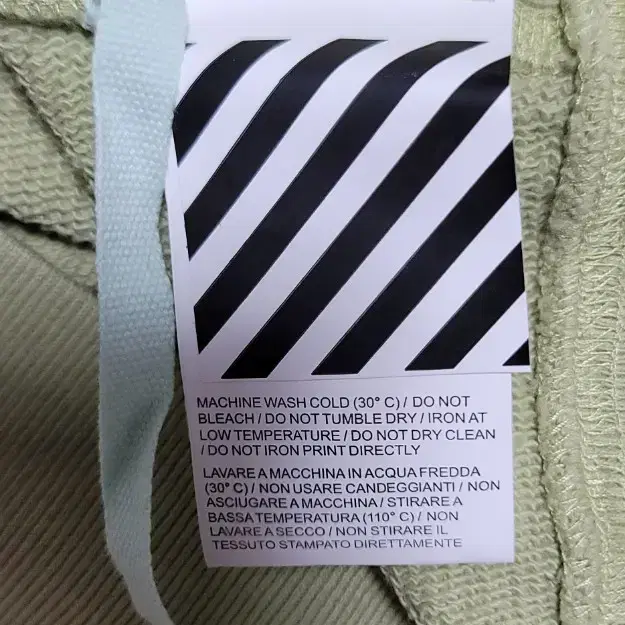 MACHINE WASH COLD (30° C) / DO NOT
BLEACH / DO NOT TUMBLE DRY / IRON AT
LOW TEMPERATURE / DO NOT DRY CLEAN
/ DO NOT IRON PRINT DIRECTLY
LAVARE A MACCHINA IN ACQUA FREDDA
(30° C) / NON USARE CANDEGGIANTI / NON
ASCIUGARE A MACCHINA / STIRARE A
BASSA TEMPERATURA (110° C) / NON
LAVARE A SECCO / NON STIRARE IL
TESSUTO STAMPATO DIRETTAMENTE